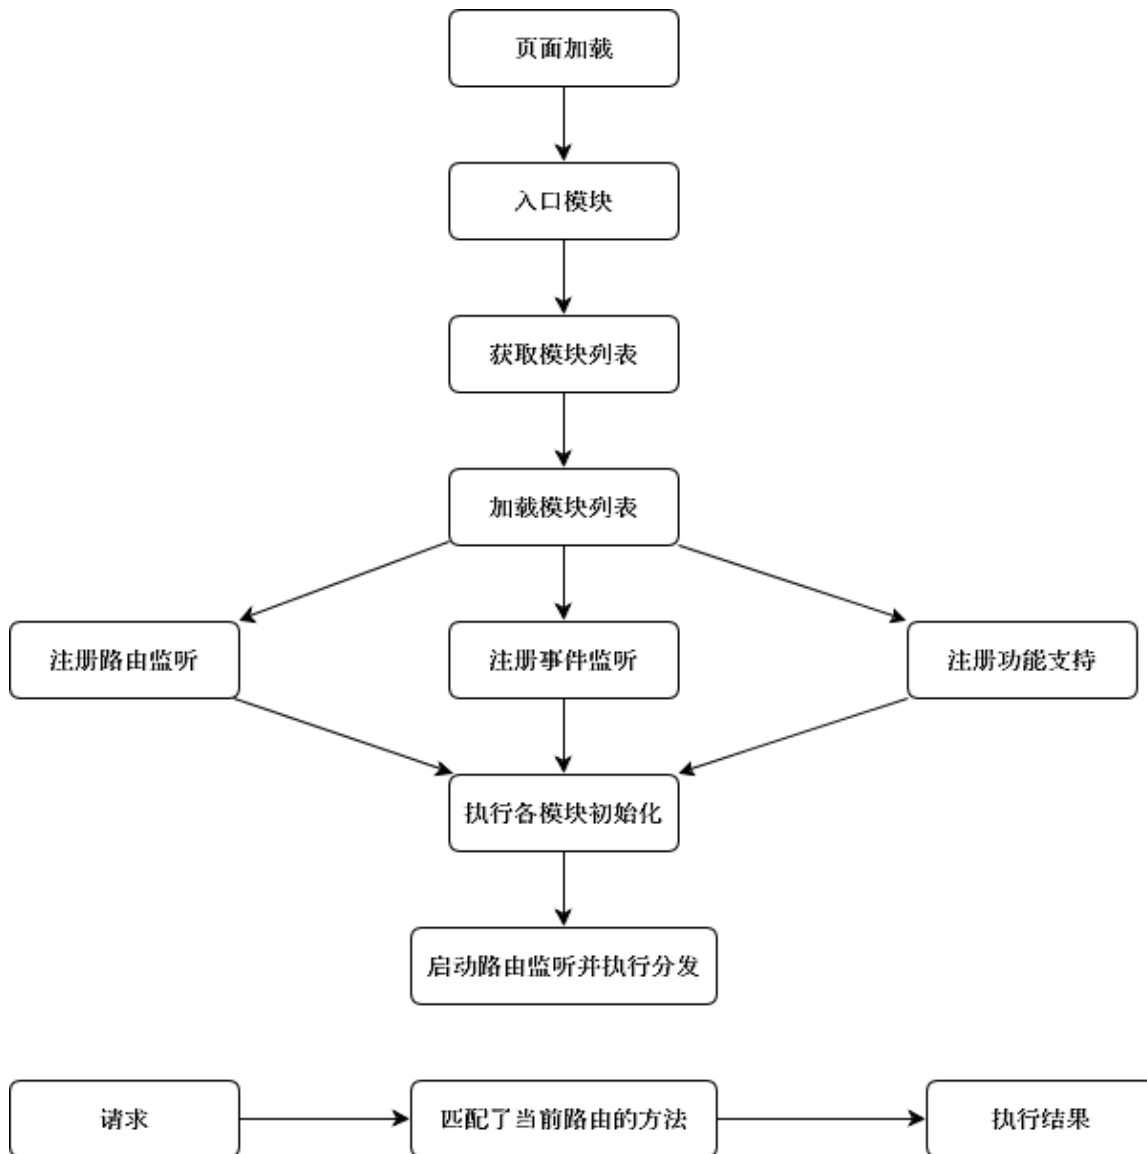 页面加载
入口模块
获取模块列表
加载模块列表
注册路由监听
注册事件监听
注册功能支持
执行各模块初始化
启动路由监听并执行分发
请求
匹配了当前路由的方法
执行结果